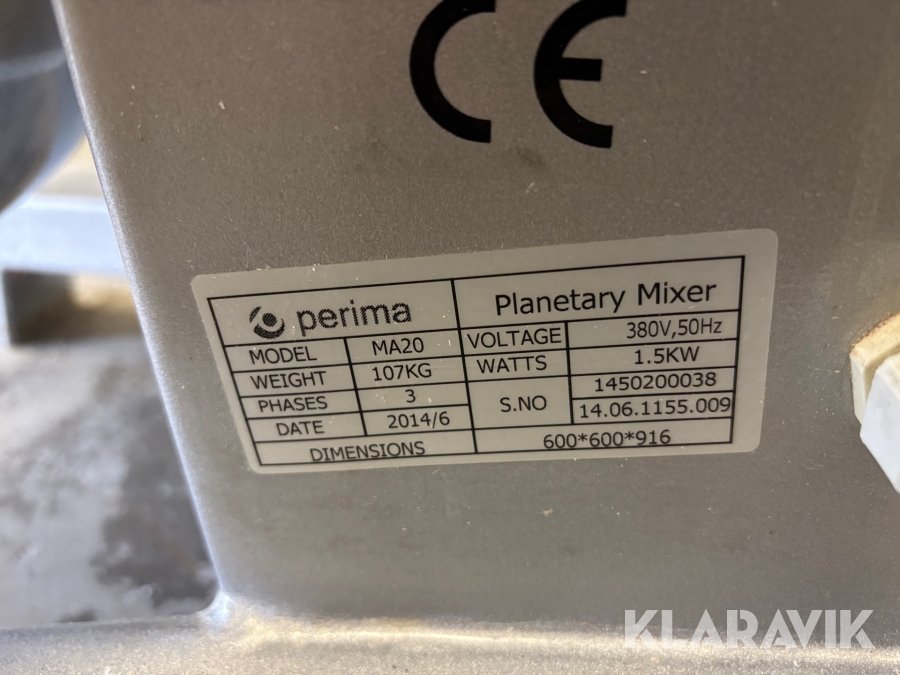 CE
perima Planetary Mixer
MODEL MA20 VOLTAGE 380V,50Hz
WEIGHT 107KG WATTS 1.5KW
PHASES 3 S.NO 1450200038
DATE 2014/6 14.06.1155.009
DIMENSIONS 600*600*916
KLARAVIK